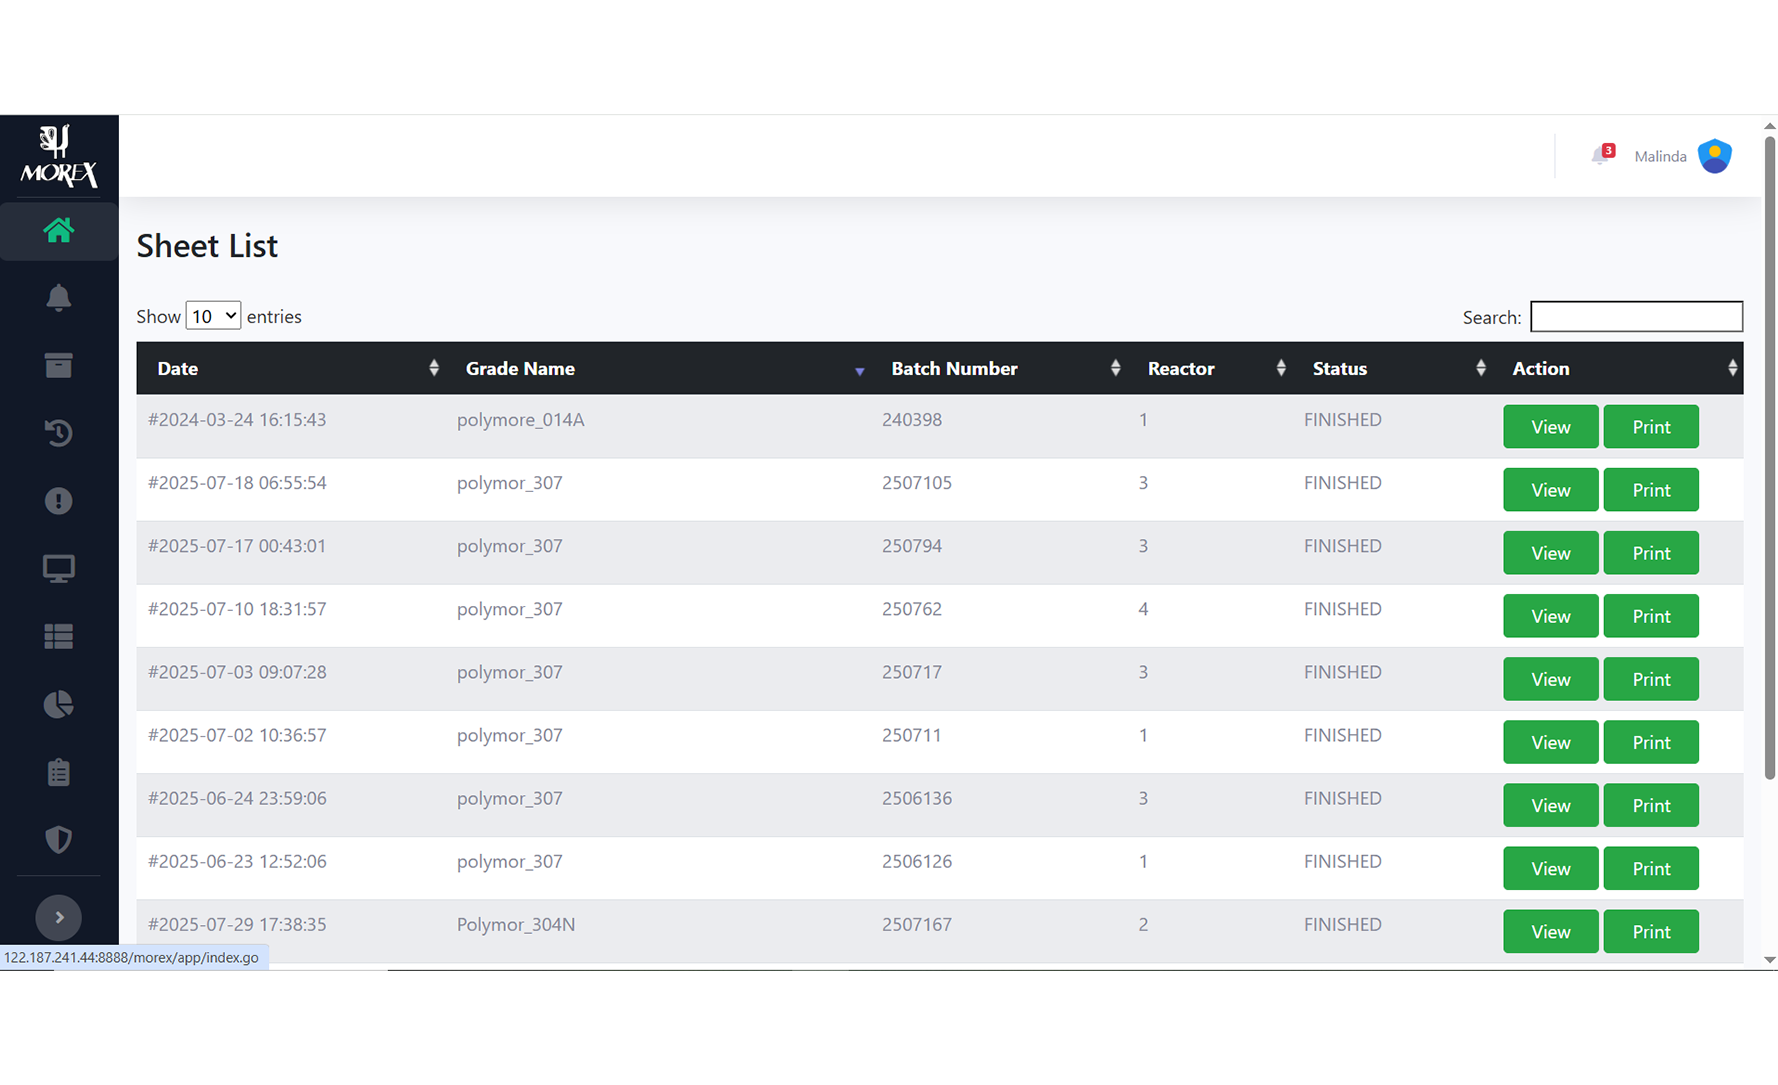 MOREX
3
Malinda
Sheet List
Show 10 entries
Search:
Date Grade Name Batch Number Reactor Status Action
#2024-03-24 16:15:43 polymore_014A 240398 1 FINISHED View Print
#2025-07-18 06:55:54 polymor_307 2507105 3 FINISHED View Print
#2025-07-17 00:43:01 polymor_307 250794 3 FINISHED View Print
#2025-07-10 18:31:57 polymor_307 250762 4 FINISHED View Print
#2025-07-03 09:07:28 polymor_307 250717 3 FINISHED View Print
#2025-07-02 10:36:57 polymor_307 250711 1 FINISHED View Print
#2025-06-24 23:59:06 polymor_307 2506136 3 FINISHED View Print
#2025-06-23 12:52:06 polymor_307 2506126 1 FINISHED View Print
#2025-07-29 17:38:35 Polymor_304N 2507167 2 FINISHED View Print
122.187.241.44:8888/morex/app/index.go